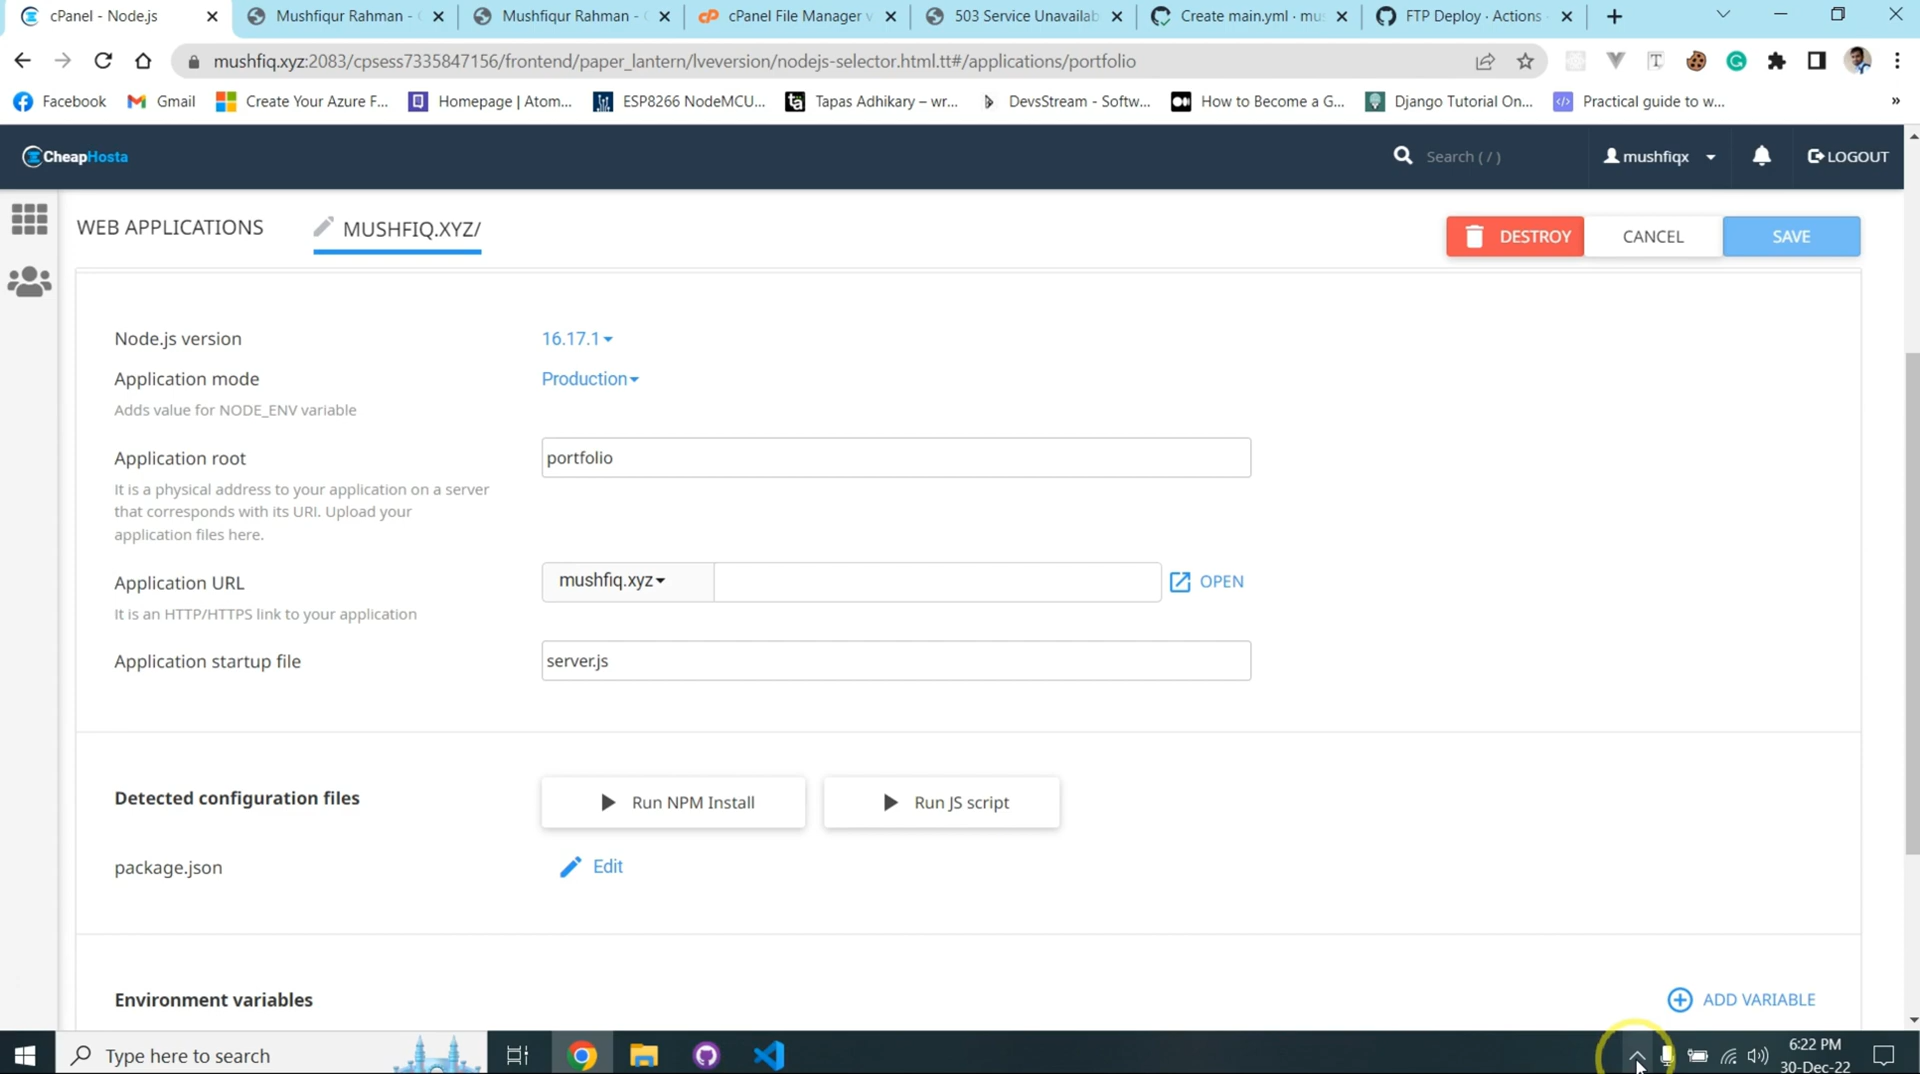 cPanel - Node.js
Mushfiqur Rahman -
Mushfiqur Rahman -
cPanel File Manager v
503 Service Unavailab
Create main.yml · mus
FTP Deploy · Actions
mushfiq.xyz:2083/cpsess7335847156/frontend/paper_lantern/lveversion/nodejs-selector.html.tt#/applications/portfolio
Facebook
Gmail
Create Your Azure F...
Homepage | Atom...
ESP8266 NodeMCU...
Tapas Adhikary – wr...
DevsStream - Softw...
How to Become a G...
Django Tutorial On...
Practical guide to w...
»
CheapHosta
Search ( / )
mushfiqx
LOGOUT
WEB APPLICATIONS
MUSHFIQ.XYZ/
DESTROY
CANCEL
SAVE
Node.js version
16.17.1
Application mode
Production
Adds value for NODE_ENV variable
Application root
portfolio
It is a physical address to your application on a server
that corresponds with its URI. Upload your
application files here.
Application URL
mushfiq.xyz
OPEN
It is an HTTP/HTTPS link to your application
Application startup file
server.js
Detected configuration files
Run NPM Install
Run JS script
package.json
Edit
Environment variables
ADD VARIABLE
Type here to search
6:22 PM
30-Dec-22